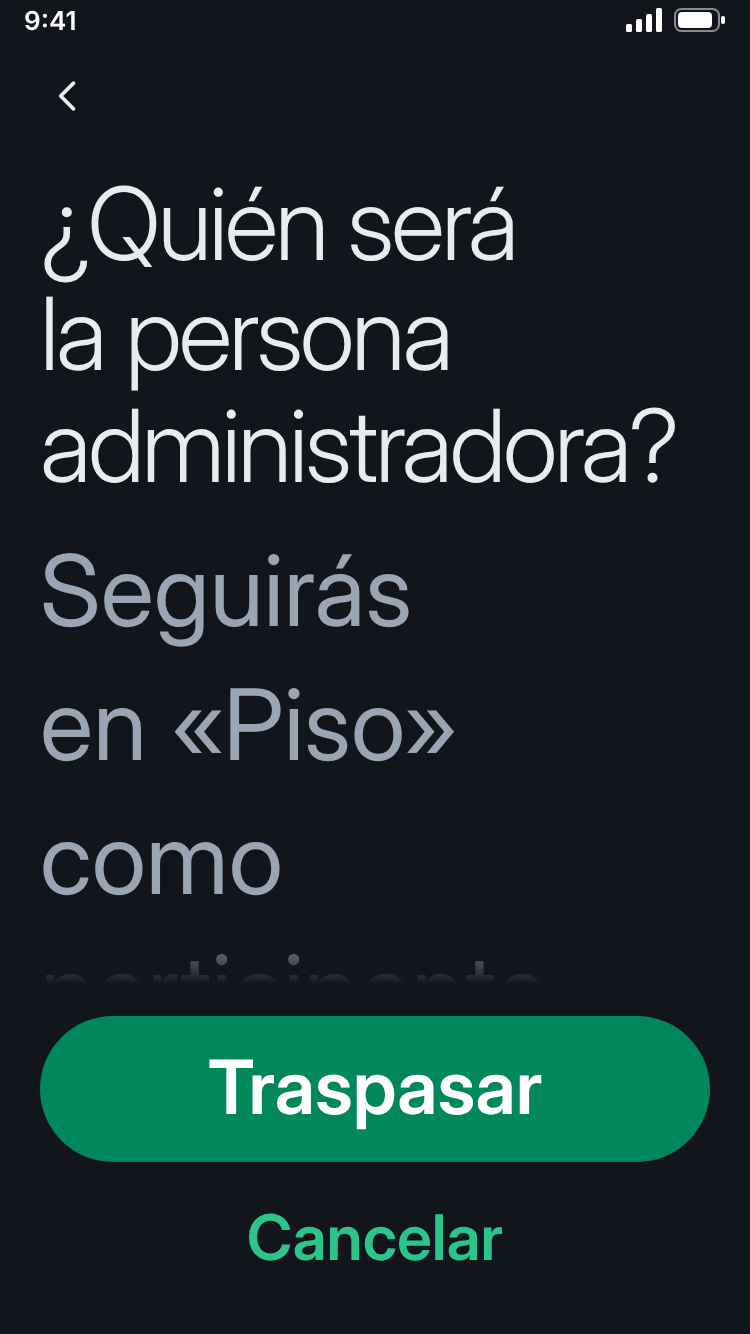 9:41
¿Quién será
la persona
administradora?
Seguirás
en «Piso»
como
Traspasar
Cancelar